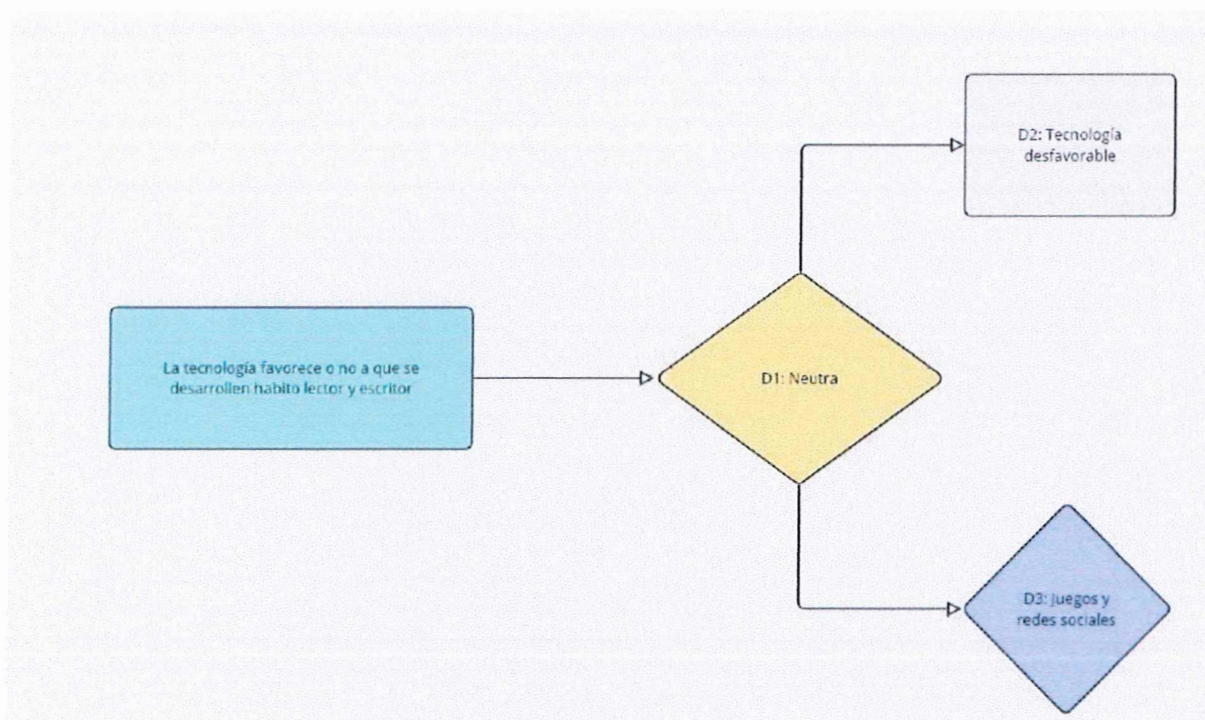 D2: Tecnología
desfavorable
La tecnología favorece o no a que se
desarrollen habito lector y escritor
D1: Neutra
D3: Juegos y
redes sociales